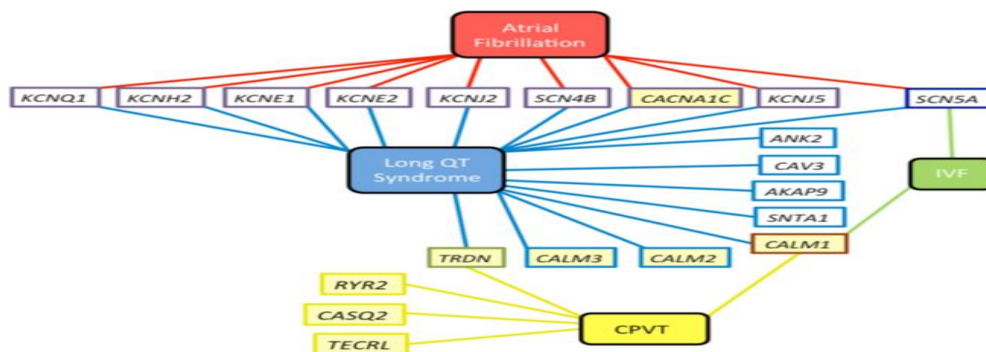 Atrial
Fibrillation
KCNQ1 KCNH2 KCNE1 KCNE2 KCNJ2 SCN4B CACNA1C KCNJ5 SCN5A
ANK2
Long QT
Syndrome
CAV3
IVF
AKAP9
SNTA1
CALM1
TRDN CALM3 CALM2
RYR2
CASQ2
CPVT
TECRL